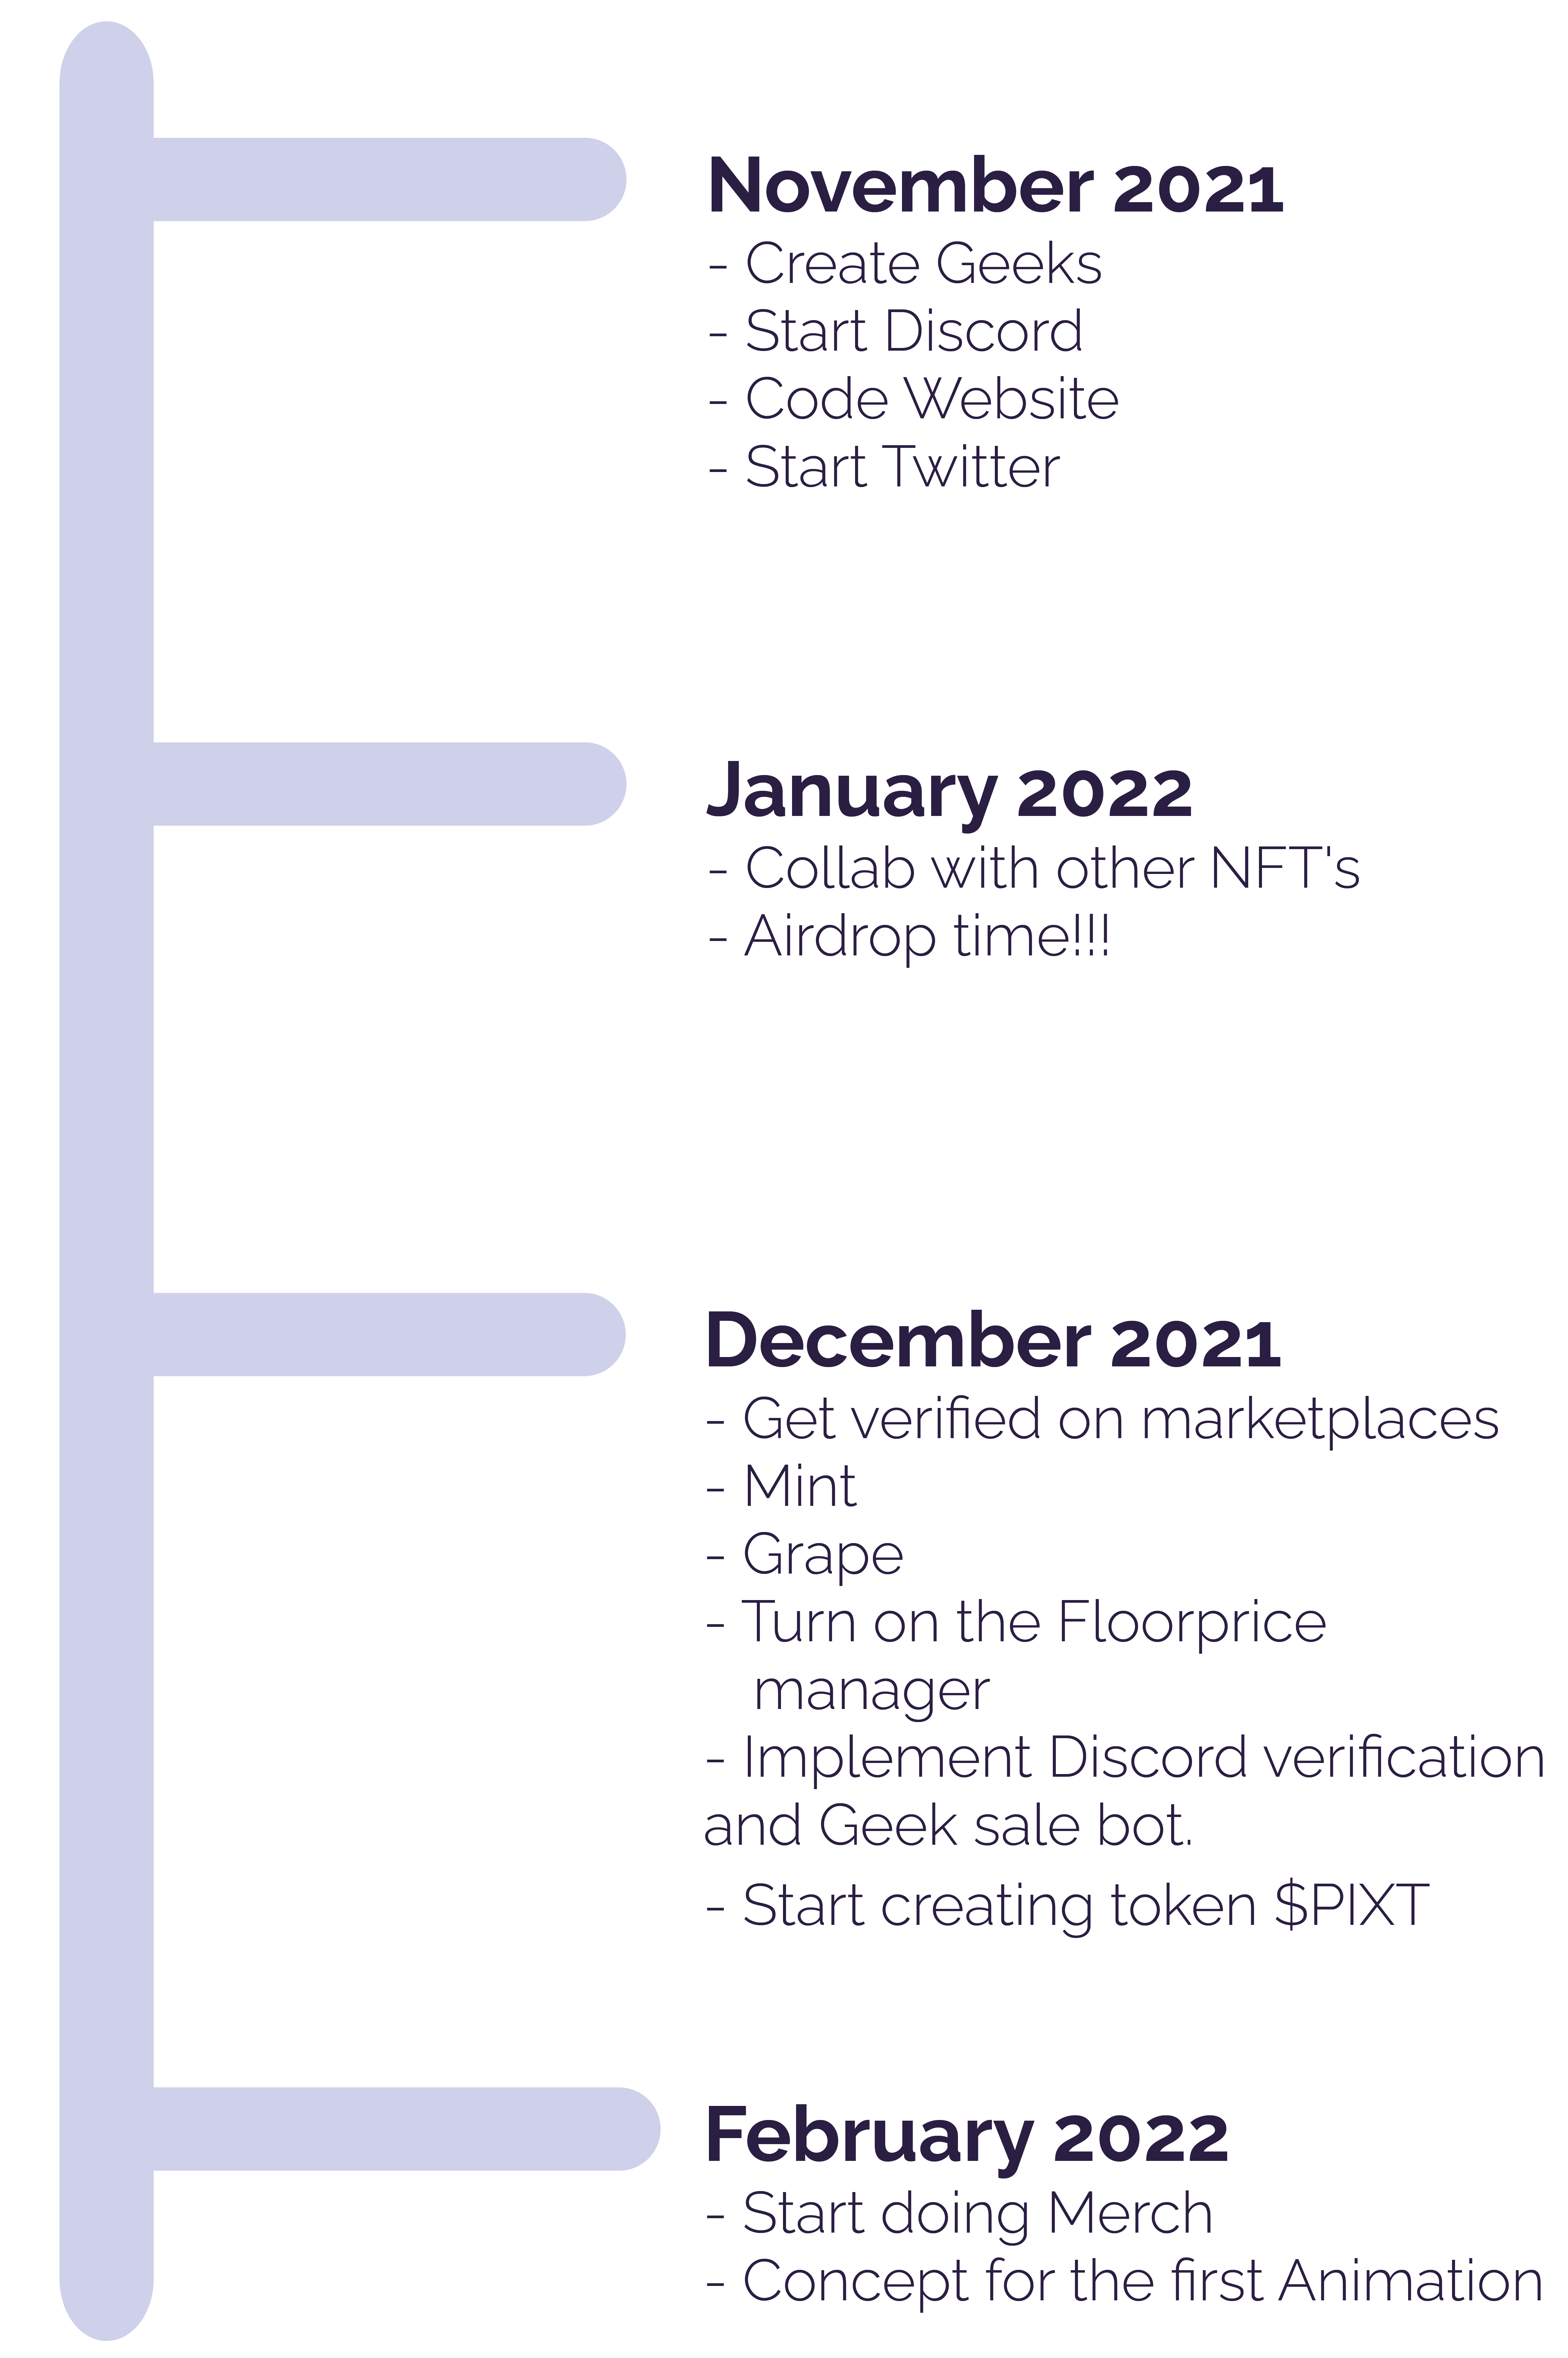 November 2021
- Create Geeks
- Start Discord
- Code Website
- Start Twitter
January 2022
- Collab with other NFT's
- Airdrop time!!!
December 2021
- Get verified on marketplaces
- Mint
- Grape
- Turn on the Floorprice
manager
- Implement Discord verification
and Geek sale bot.
- Start creating token $PIXT
February 2022
- Start doing Merch
- Concept for the first Animation